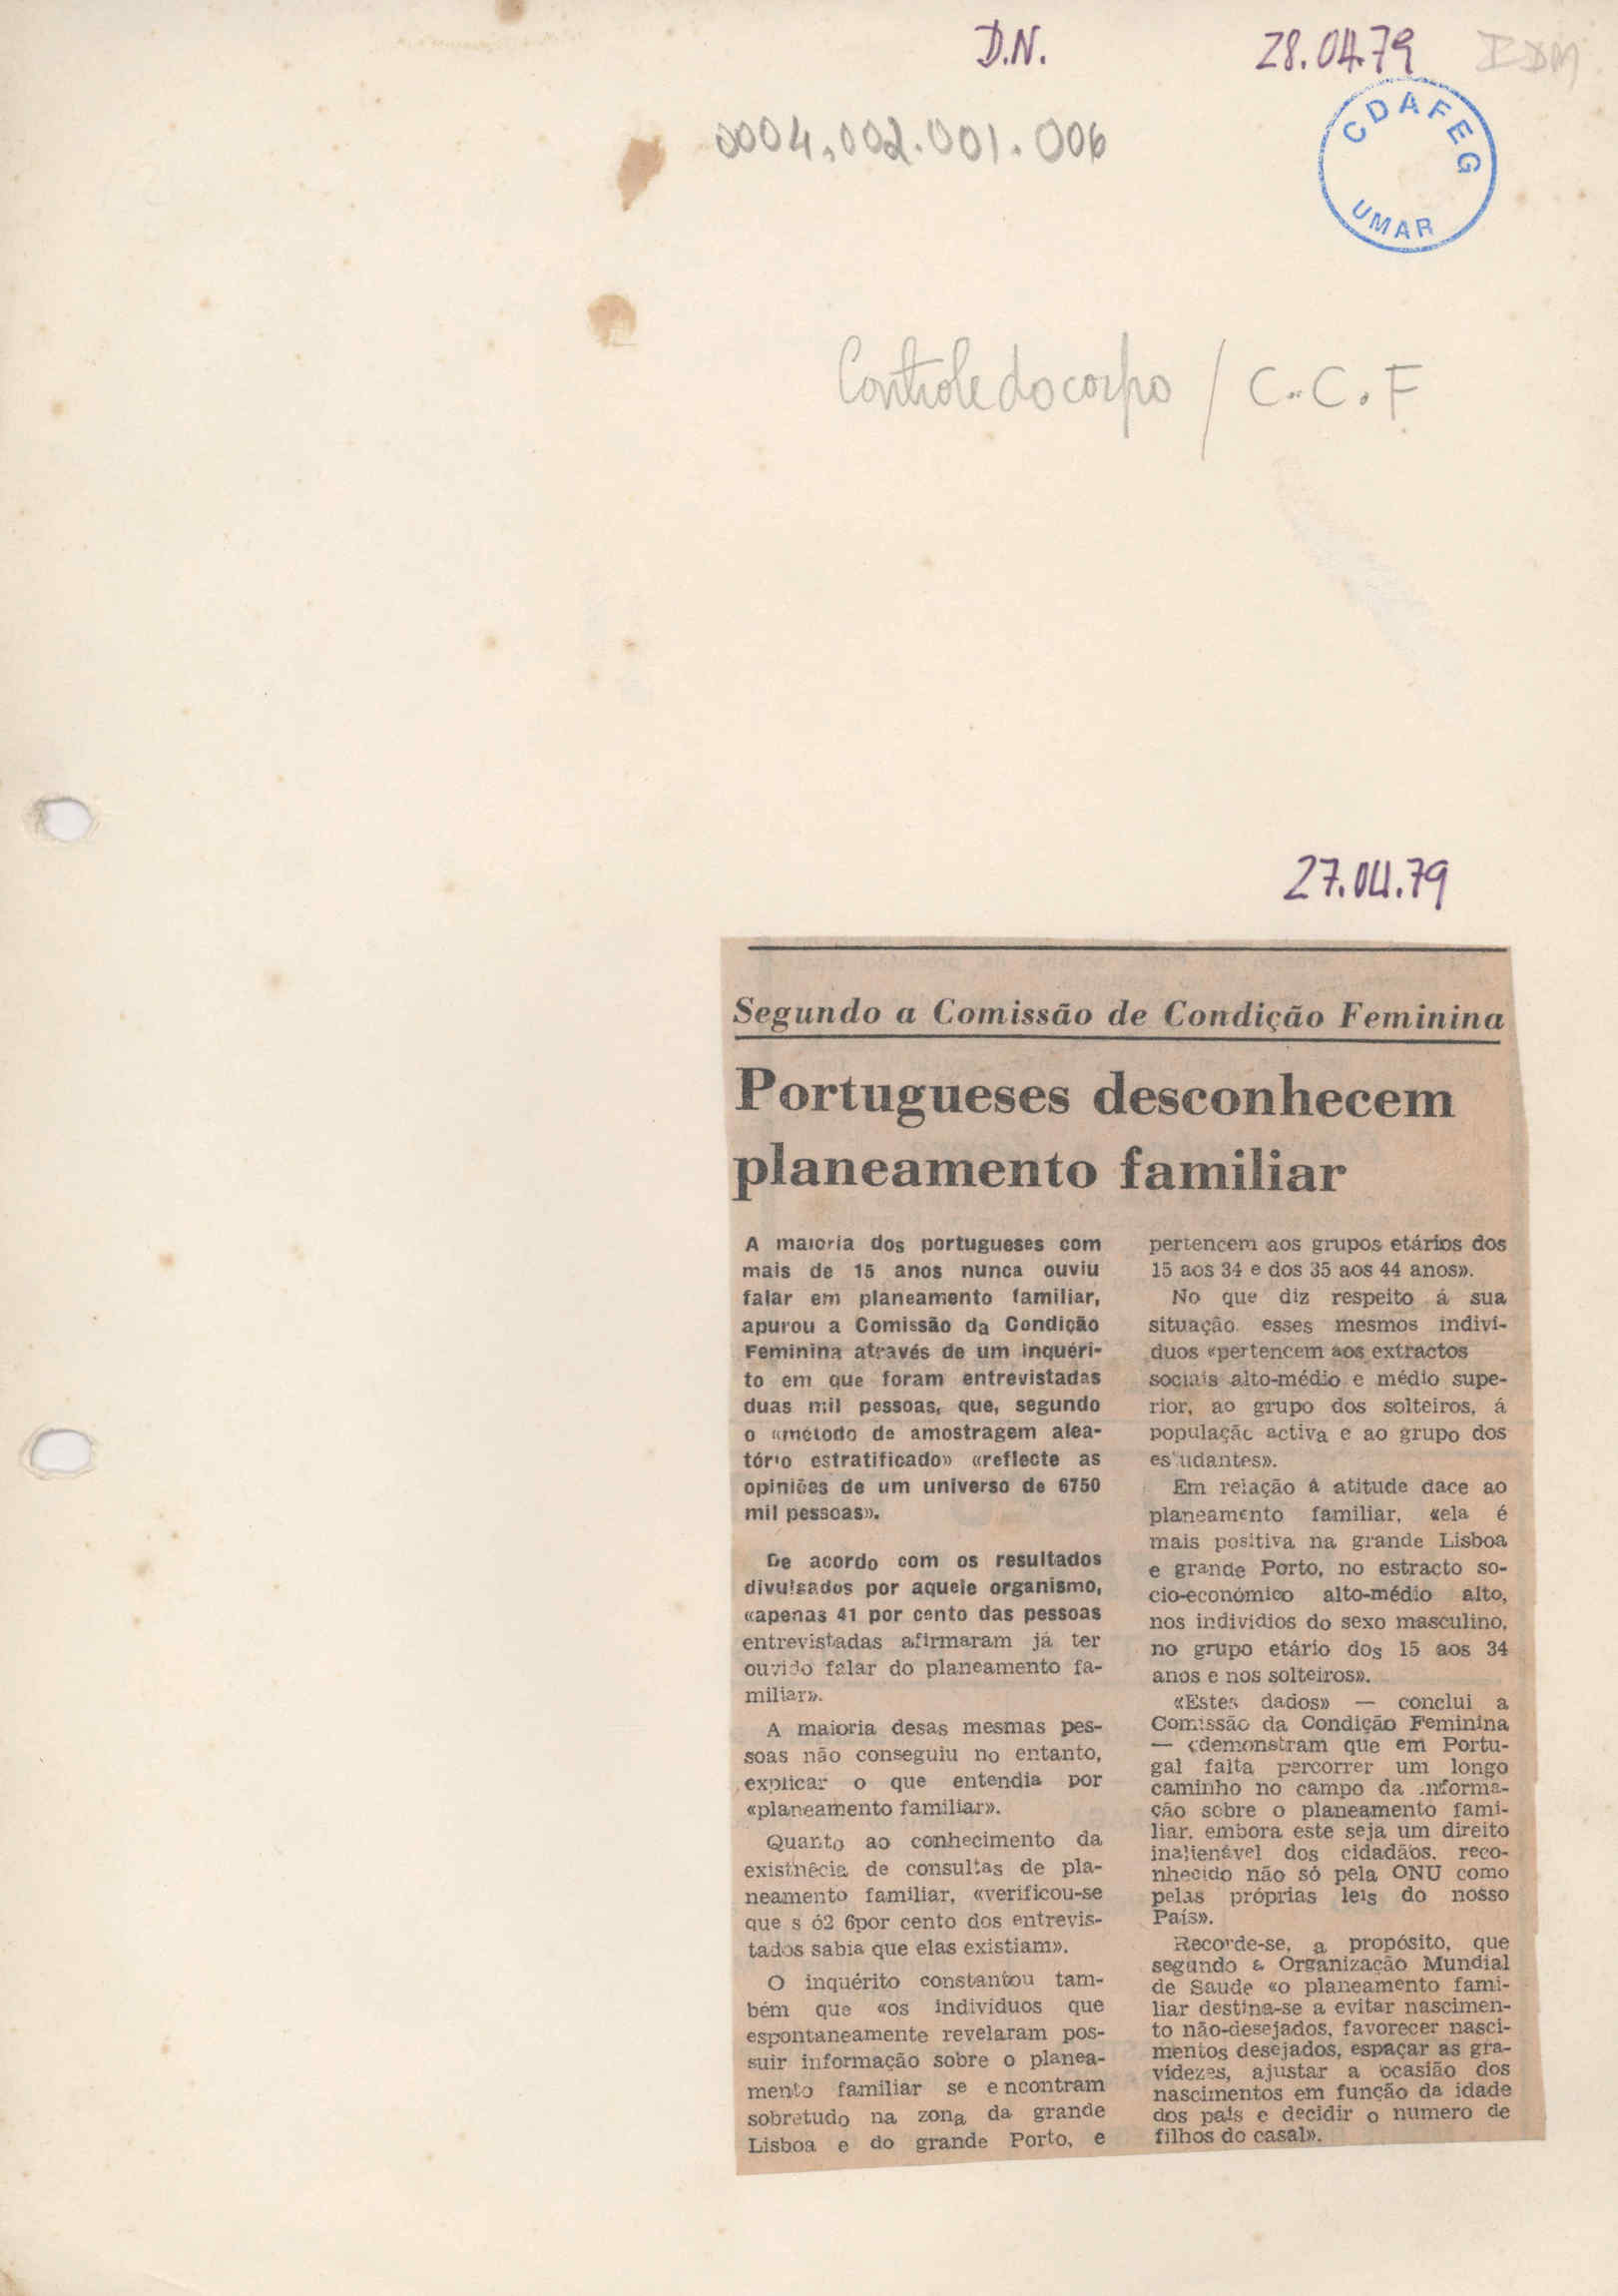 D.N. 28.04.79 IDM
0004.002.001.006
CDAFEG
UMAR
Controle do corpo / C.C.F
27.04.79
Segundo a Comissão de Condição Feminina
Portugueses desconhecem
planeamento familiar
A maioria dos portugueses com
mais de 15 anos nunca ouviu
falar em planeamento familiar,
apurou a Comissão da Condição
Feminina através de um inquéri-
to em que foram entrevistadas
duas mil pessoas, que, segundo
o «método de amostragem alea-
tório estratificado» «reflecte as
opiniões de um universo de 6750
mil pessoas».
De acordo com os resultados
divulgados por aquele organismo,
«apenas 41 por cento das pessoas
entrevistadas afirmaram já ter
ouvido falar do planeamento fa-
miliar».
A maioria desas mesmas pes-
soas não conseguiu no entanto,
explicar o que entendia por
«planeamento familiar».
Quanto ao conhecimento da
existnêcia de consultas de pla-
neamento familiar, «verificou-se
que s ó2 6por cento dos entrevis-
tados sabia que elas existiam».
O inquérito constantou tam-
bém que «os indivíduos que
espontaneamente revelaram pos-
suir informação sobre o planea-
mento familiar se e ncontram
sobretudo na zona da grande
Lisboa e do grande Porto, e
pertencem aos grupos etários dos
15 aos 34 e dos 35 aos 44 anos».
No que diz respeito á sua
situação esses mesmos indiví-
duos «pertencem aos extractos
sociais alto-médio e médio supe-
rior, ao grupo dos solteiros, á
população activa e ao grupo dos
estudantes».
Em relação á atitude dace ao
planeamento familiar, «ela é
mais positiva na grande Lisboa
e grande Porto, no estracto so-
cio-económico alto-médio alto,
nos individios do sexo masculino,
no grupo etário dos 15 aos 34
anos e nos solteiros».
«Estes dados» — conclui a
Comissão da Condição Feminina
— «demonstram que em Portu-
gal falta percorrer um longo
caminho no campo da informa-
ção sobre o planeamento fami-
liar, embora este seja um direito
inalienável dos cidadãos, reco-
nhecido não só pela ONU como
pelas próprias leis do nosso
País».
Recorde-se, a propósito, que
segundo a Organização Mundial
de Saude «o planeamento fami-
liar destina-se a evitar nascimen-
to não-desejados, favorecer nasci-
mentos desejados, espaçar as gra-
videzes, ajustar a ocasião dos
nascimentos em função da idade
dos pais e decidir o numero de
filhos do casal».